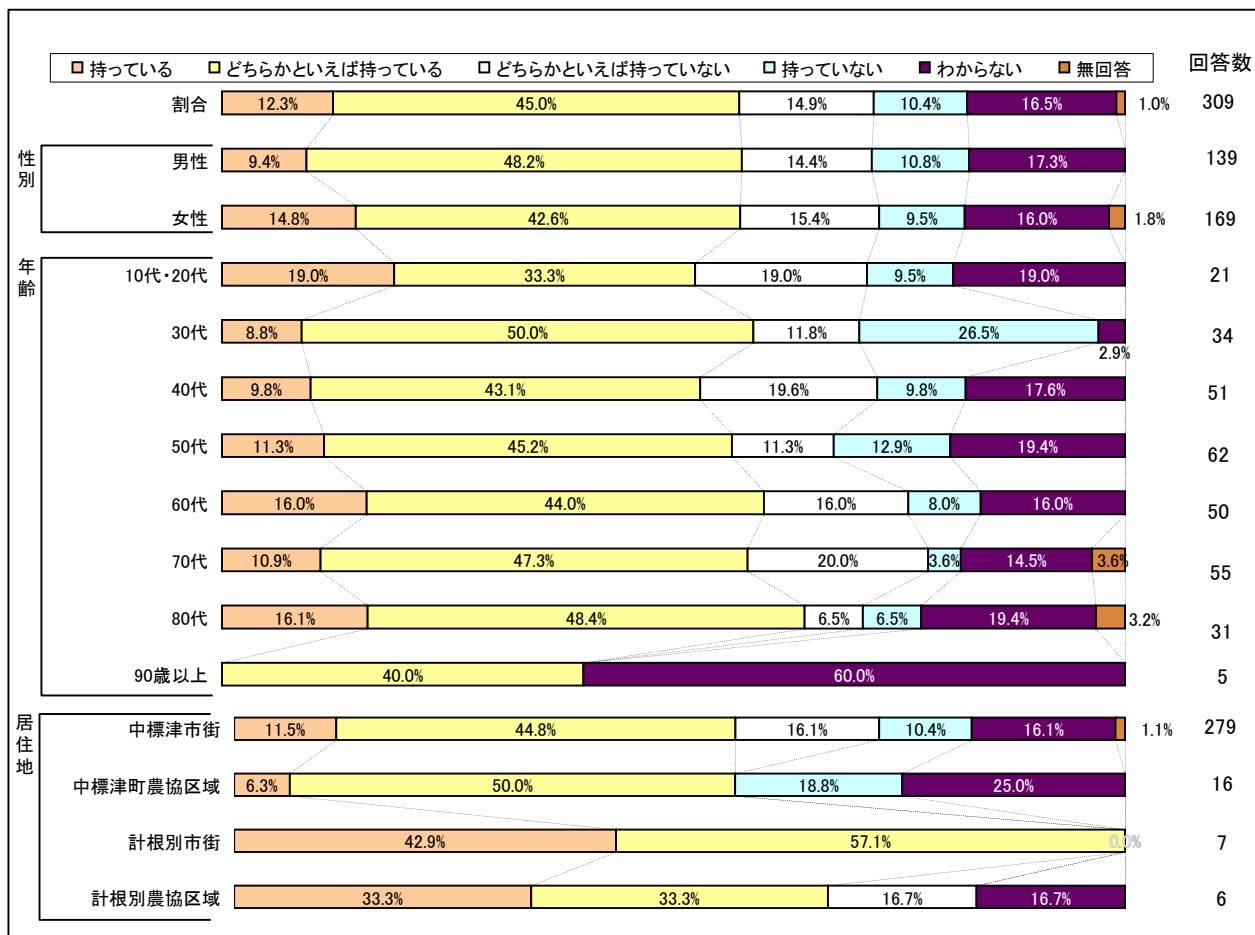 持っている どちらかといえば持っている どちらかといえば持っていない 持っていない わからない 無回答 回答数
割合 12.3% 45.0% 14.9% 10.4% 16.5% 1.0% 309
性別
男性 9.4% 48.2% 14.4% 10.8% 17.3% 139
女性 14.8% 42.6% 15.4% 9.5% 16.0% 1.8% 169
年齢
10代・20代 19.0% 33.3% 19.0% 9.5% 19.0% 21
30代 8.8% 50.0% 11.8% 26.5% 2.9% 34
40代 9.8% 43.1% 19.6% 9.8% 17.6% 51
50代 11.3% 45.2% 11.3% 12.9% 19.4% 62
60代 16.0% 44.0% 16.0% 8.0% 16.0% 50
70代 10.9% 47.3% 20.0% 3.6% 14.5% 3.6% 55
80代 16.1% 48.4% 6.5% 6.5% 19.4% 3.2% 31
90歳以上 40.0% 60.0% 5
居住地
中標津市街 11.5% 44.8% 16.1% 10.4% 16.1% 1.1% 279
中標津町農協区域 6.3% 50.0% 18.8% 25.0% 16
計根別市街 42.9% 57.1% 0.0% 7
計根別農協区域 33.3% 33.3% 16.7% 16.7% 6